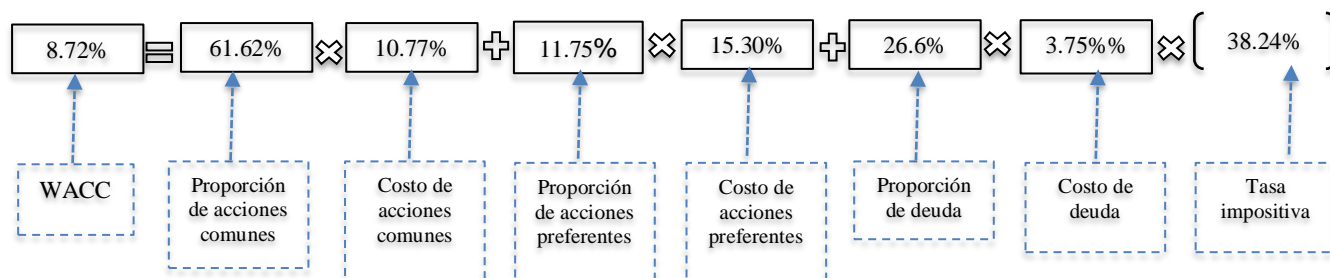 8.72% = 61.62% × 10.77% + 11.75% × 15.30% + 26.6% × 3.75%% × ( 38.24% )
WACC
Proporción
de acciones
comunes
Costo de
acciones
comunes
Proporción
de acciones
preferentes
Costo de
acciones
preferentes
Proporción
de deuda
Costo de
deuda
Tasa
impositiva